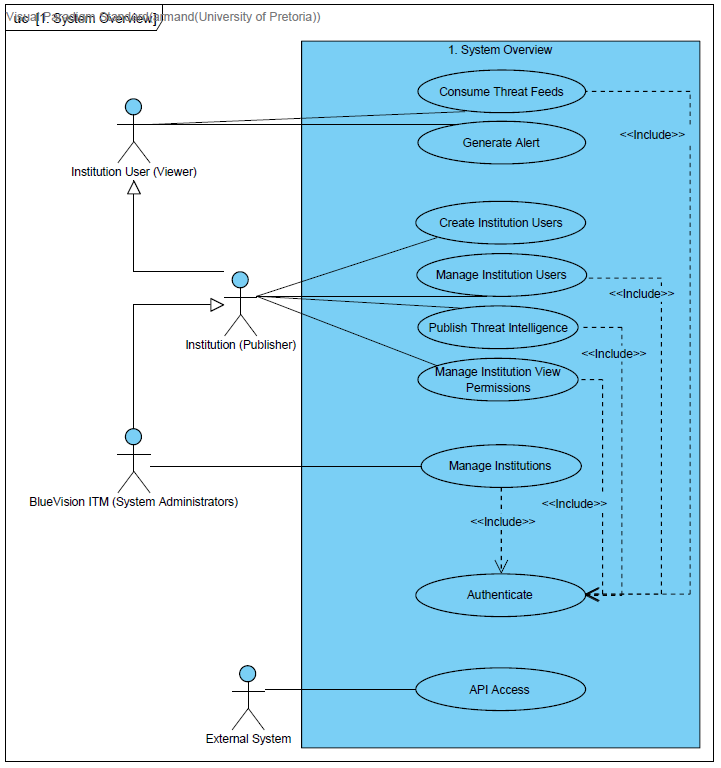 Visual Paradigm Standard(armand(University of Pretoria))
uc [1. System Overview]
1. System Overview
Consume Threat Feeds
<<Include>>
Generate Alert
Institution User (Viewer)
Create Institution Users
Manage Institution Users
<<Include>>
Publish Threat Intelligence
Institution (Publisher)
<<Include>>
Manage Institution View
Permissions
Manage Institutions
BlueVision ITM (System Administrators)
<<Include>>
<<Include>>
Authenticate
API Access
External System